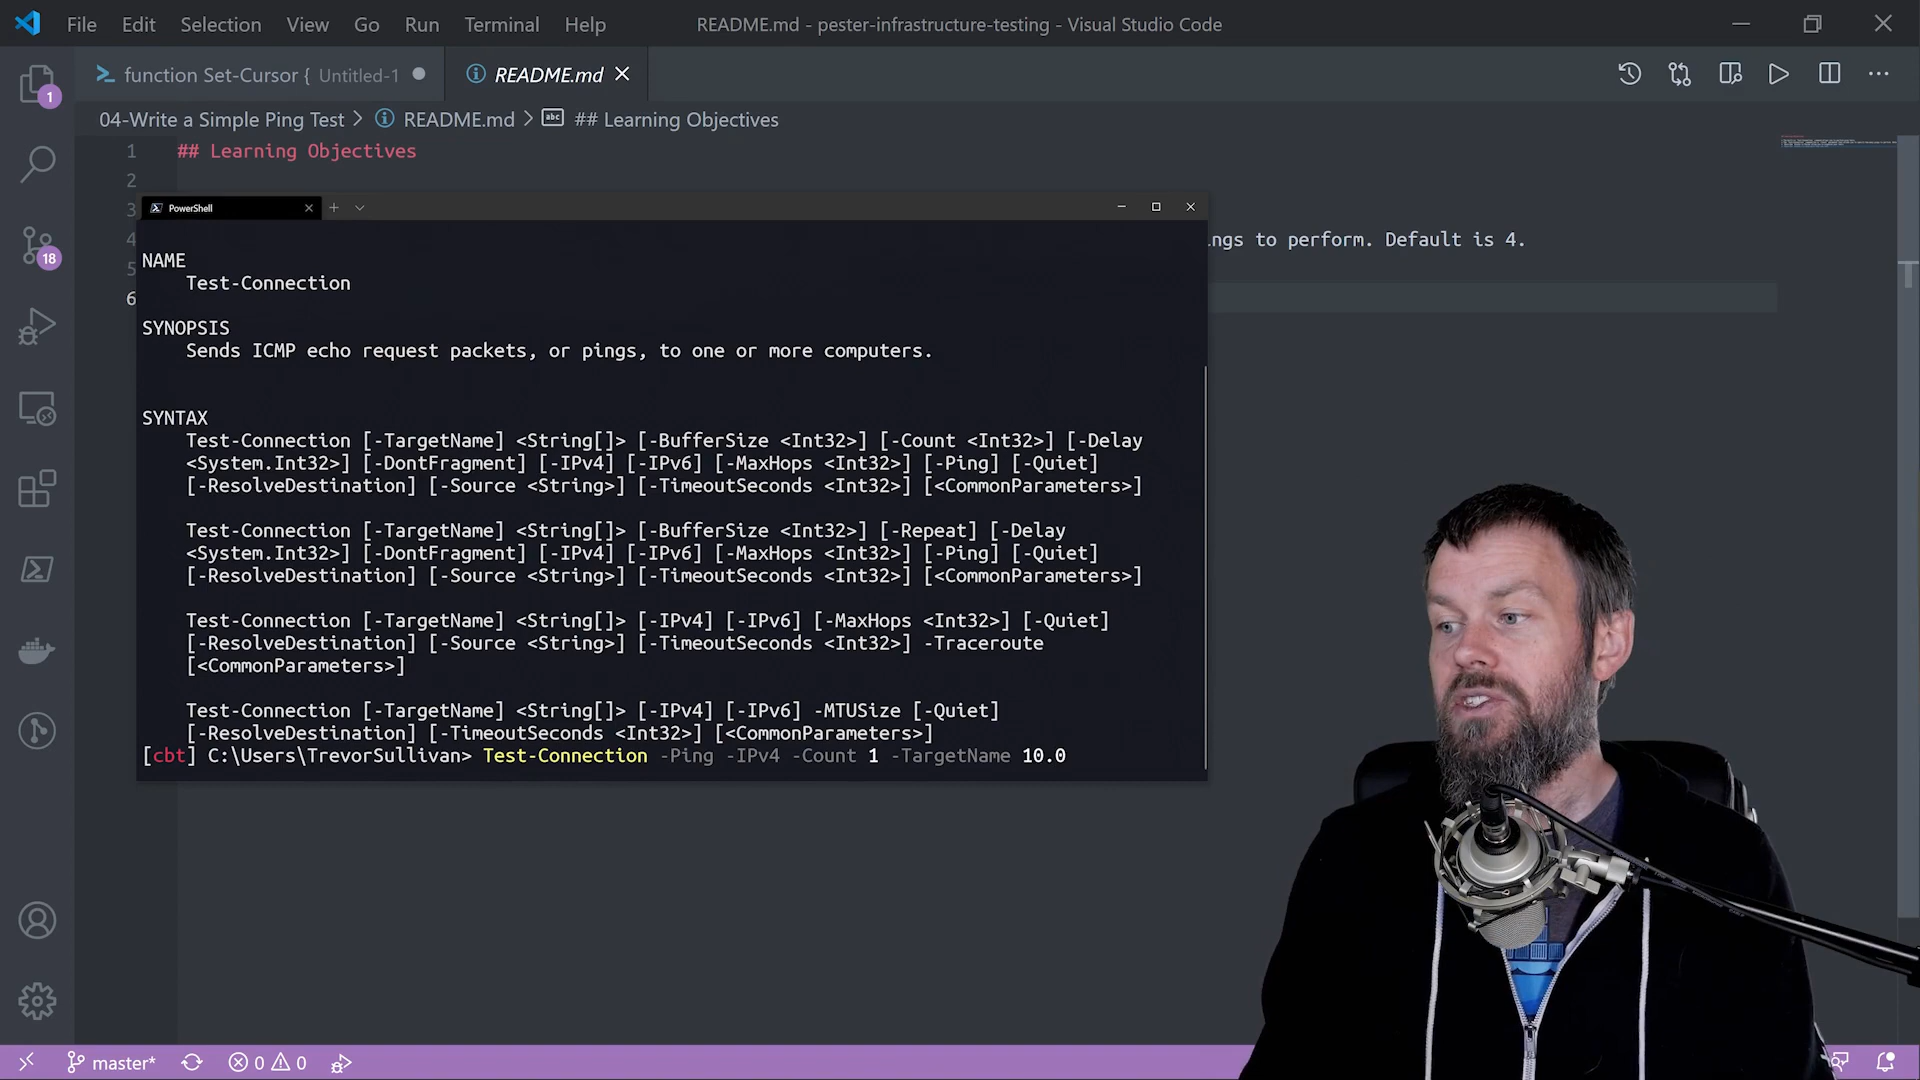 File Edit Selection View Go Run Terminal Help
README.md - pester-infrastructure-testing - Visual Studio Code
function Set-Cursor { Untitled-1
README.md
04-Write a Simple Ping Test > README.md > ## Learning Objectives
1 ## Learning Objectives
2
3
4
5
6
ngs to perform. Default is 4.
1
18
PowerShell
NAME
Test-Connection
SYNOPSIS
Sends ICMP echo request packets, or pings, to one or more computers.
SYNTAX
Test-Connection [-TargetName] <String[]> [-BufferSize <Int32>] [-Count <Int32>] [-Delay
<System.Int32>] [-DontFragment] [-IPv4] [-IPv6] [-MaxHops <Int32>] [-Ping] [-Quiet]
[-ResolveDestination] [-Source <String>] [-TimeoutSeconds <Int32>] [<CommonParameters>]
Test-Connection [-TargetName] <String[]> [-BufferSize <Int32>] [-Repeat] [-Delay
<System.Int32>] [-DontFragment] [-IPv4] [-IPv6] [-MaxHops <Int32>] [-Ping] [-Quiet]
[-ResolveDestination] [-Source <String>] [-TimeoutSeconds <Int32>] [<CommonParameters>]
Test-Connection [-TargetName] <String[]> [-IPv4] [-IPv6] [-MaxHops <Int32>] [-Quiet]
[-ResolveDestination] [-Source <String>] [-TimeoutSeconds <Int32>] -Traceroute
[<CommonParameters>]
Test-Connection [-TargetName] <String[]> [-IPv4] [-IPv6] -MTUSize [-Quiet]
[-ResolveDestination] [-TimeoutSeconds <Int32>] [<CommonParameters>]
[cbt] C:\Users\TrevorSullivan> Test-Connection -Ping -IPv4 -Count 1 -TargetName 10.0
master* 0 0